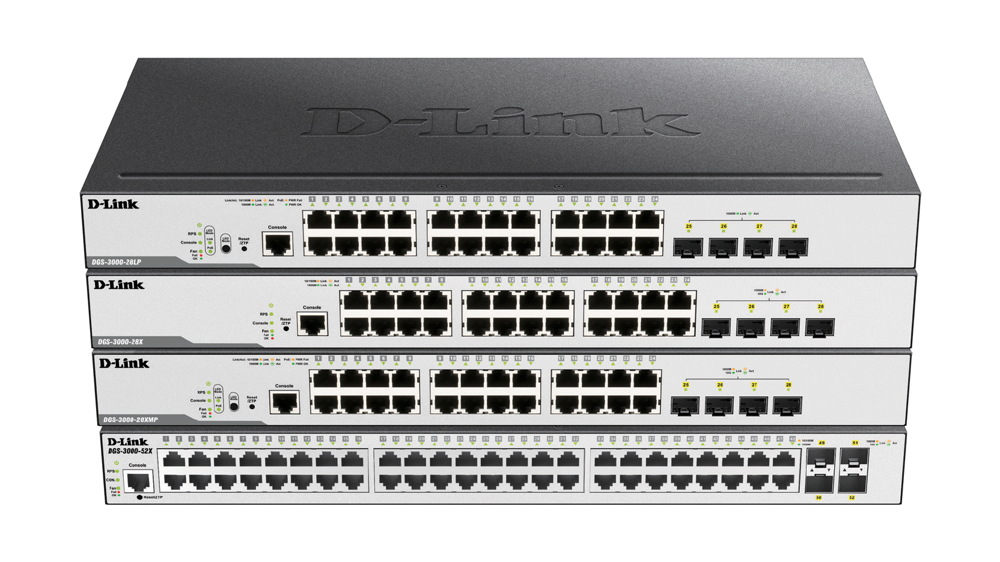 D-Link
D-Link
Link/Act: 10/100M Link Act PoE: PWR Fail
1000M Link Act PWR OK
1 2 3 4 5 6 7 8 9 10 11 12 13 14 15 16 17 18 19 20 21 22 23 24
1000M Link Act
25 26 27 28
RPS
Console
Fan
Fail
OK
LED Mode
Link
PoE
LED Mode
Reset /ZTP
Console
DGS-3000-28LP
D-Link
10/100M Link Act
1000M Link Act
1 2 3 4 5 6 7 8 9 10 11 12 13 14 15 16 17 18 19 20 21 22 23 24
1000M Link Act
10G
25 26 27 28
RPS
Console
Fan
Fail
OK
Reset /ZTP
Console
DGS-3000-28X
D-Link
Link/Act: 10/100M Link Act PoE: PWR Fail
1000M Link Act PWR OK
1 2 3 4 5 6 7 8 9 10 11 12 13 14 15 16 17 18 19 20 21 22 23 24
1000M Link Act
10G
25 26 27 28
RPS
Console
Fan
Fail
OK
LED Mode
Link
PoE
LED Mode
Reset /ZTP
Console
DGS-3000-28XMP
D-Link
DGS-3000-52X
1 2 3 4 5 6 7 8 9 10 11 12 13 14 15 16 17 18 19 20 21 22 23 24 25 26 27 28 29 30 31 32 33 34 35 36 37 38 39 40 41 42 43 44 45 46 47 48
10/100M
1000M
49 51
1000M Link Act
10G
RPS
CON.
Fan
Fail
OK
Console
Reset/ZTP
50 52